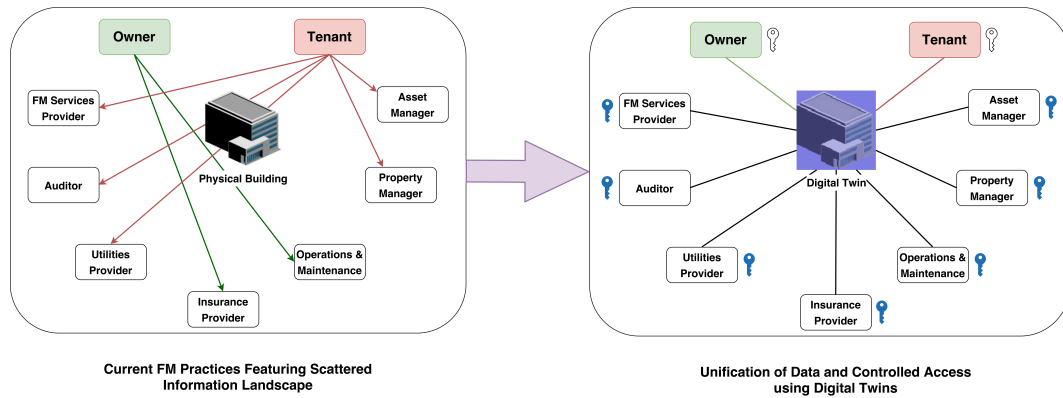 Owner
Tenant
FM Services
Provider
Asset
Manager
Physical Building
Auditor
Property
Manager
Utilities
Provider
Operations &
Maintenance
Insurance
Provider
Current FM Practices Featuring Scattered
Information Landscape
Owner
Tenant
FM Services
Provider
Asset
Manager
Digital Twin
Auditor
Property
Manager
Utilities
Provider
Operations &
Maintenance
Insurance
Provider
Unification of Data and Controlled Access
using Digital Twins